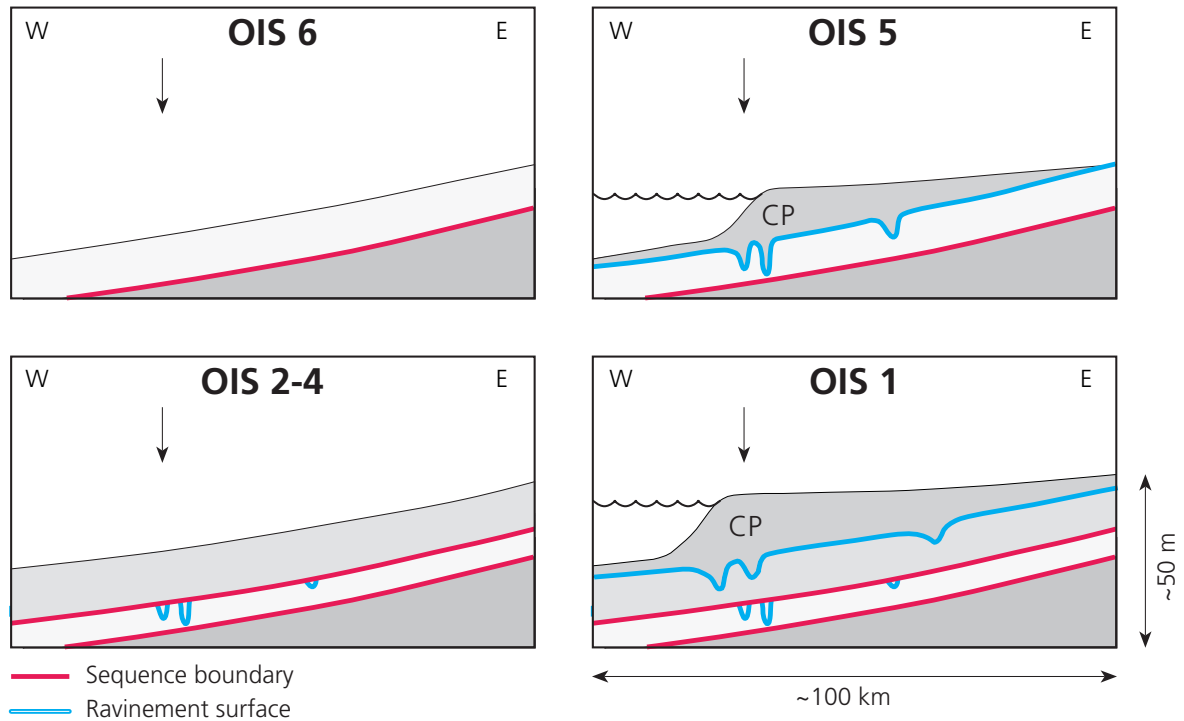 W OIS 6 E
W OIS 5 E
CP
W OIS 2-4 E
W OIS 1 E
CP
~50 m
~100 km
Sequence boundary
Ravinement surface